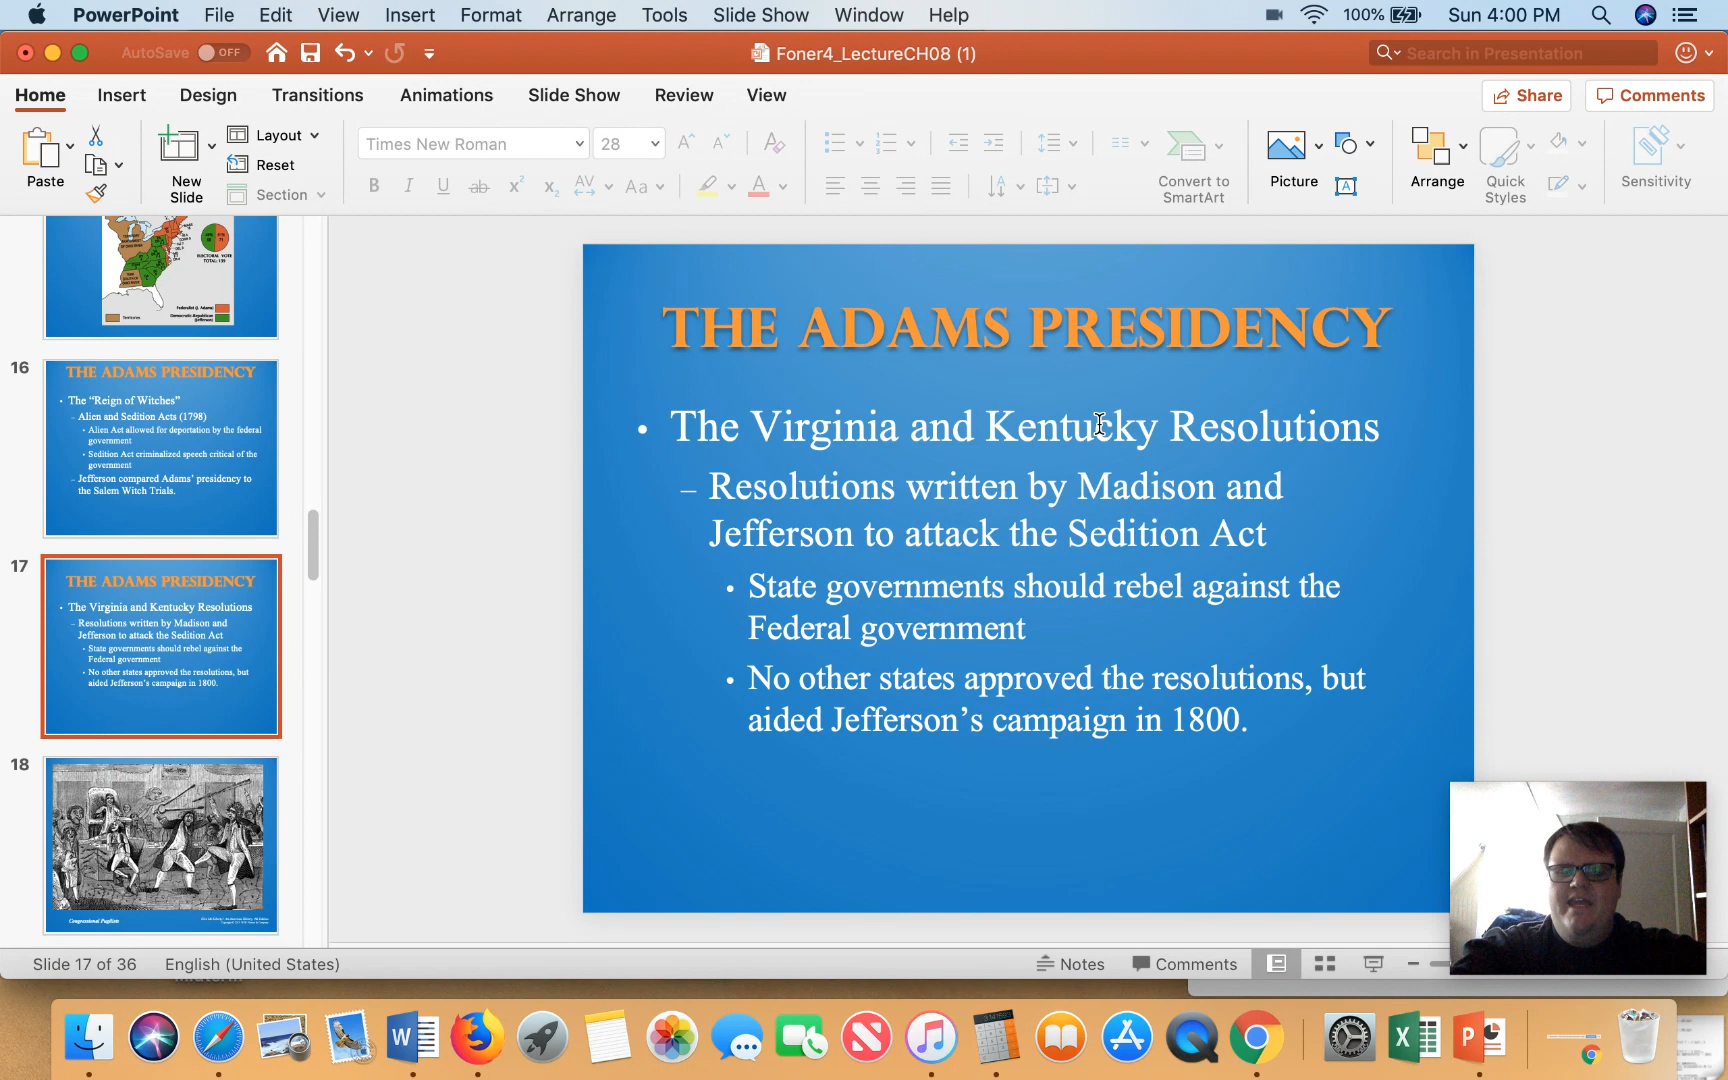 PowerPoint File Edit View Insert Format Arrange Tools Slide Show Window Help 100% Sun 4:00 PM
AutoSave OFF Foner4_LectureCH08 (1) Search in Presentation
Home Insert Design Transitions Animations Slide Show Review View Share Comments
Paste New Slide Layout Reset Section
Times New Roman 28
Convert to SmartArt Picture Arrange Quick Styles Sensitivity
ELECTORAL VOTE
TOTAL: 139
Territories
16
THE ADAMS PRESIDENCY
• The “Reign of Witches”
– Alien and Sedition Acts (1798)
• Alien Act allowed for deportation by the federal
government
• Sedition Act criminalized speech critical of the
government
– Jefferson compared Adams’ presidency to
the Salem Witch Trials.
17
THE ADAMS PRESIDENCY
• The Virginia and Kentucky Resolutions
– Resolutions written by Madison and
Jefferson to attack the Sedition Act
• State governments should rebel against the
Federal government
• No other states approved the resolutions, but
aided Jefferson’s campaign in 1800.
18
Congressional Pugilists
THE ADAMS PRESIDENCY
• The Virginia and Kentucky Resolutions
– Resolutions written by Madison and
Jefferson to attack the Sedition Act
• State governments should rebel against the
Federal government
• No other states approved the resolutions, but
aided Jefferson’s campaign in 1800.
Slide 17 of 36 English (United States) Notes Comments